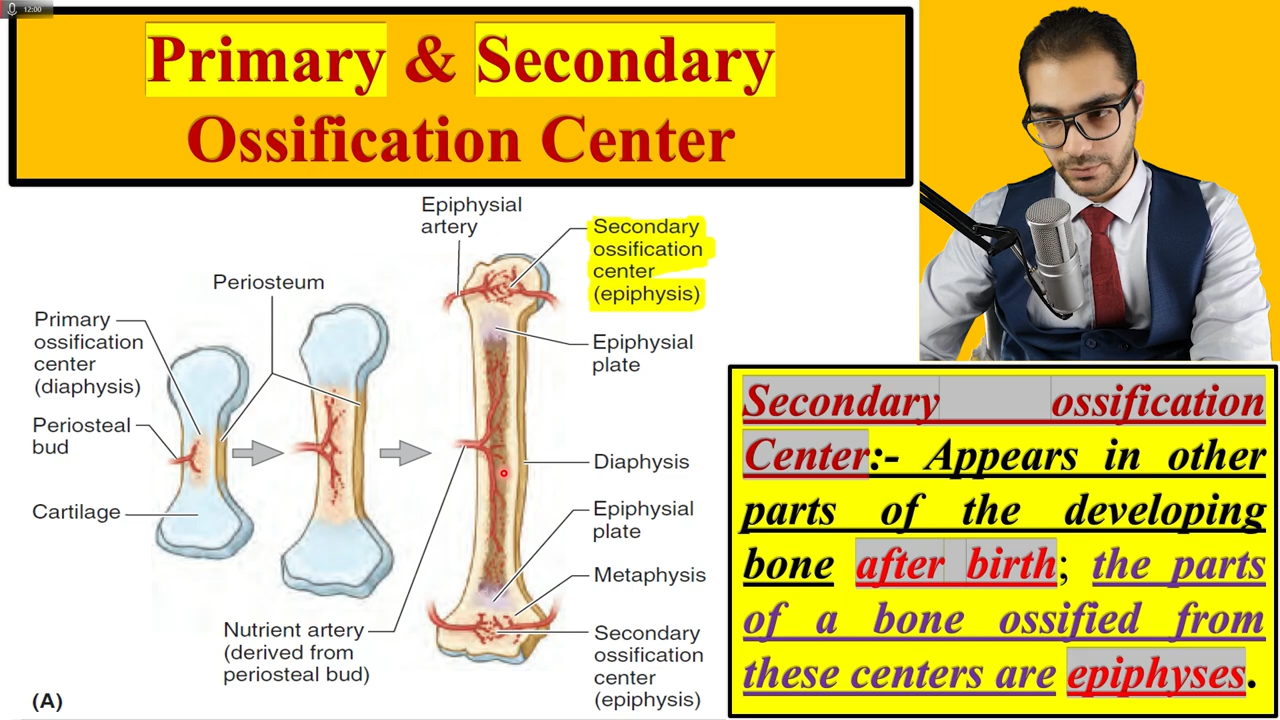 12:00
Primary & Secondary
Ossification Center
Epiphysial
artery
Secondary
ossification
center
(epiphysis)
Periosteum
Primary
ossification
center
(diaphysis)
Epiphysial
plate
Periosteal
bud
Diaphysis
Cartilage
Epiphysial
plate
Metaphysis
Nutrient artery
(derived from
periosteal bud)
Secondary
ossification
center
(epiphysis)
(A)
Secondary ossification
Center:- Appears in other
parts of the developing
bone after birth; the parts
of a bone ossified from
these centers are epiphyses.